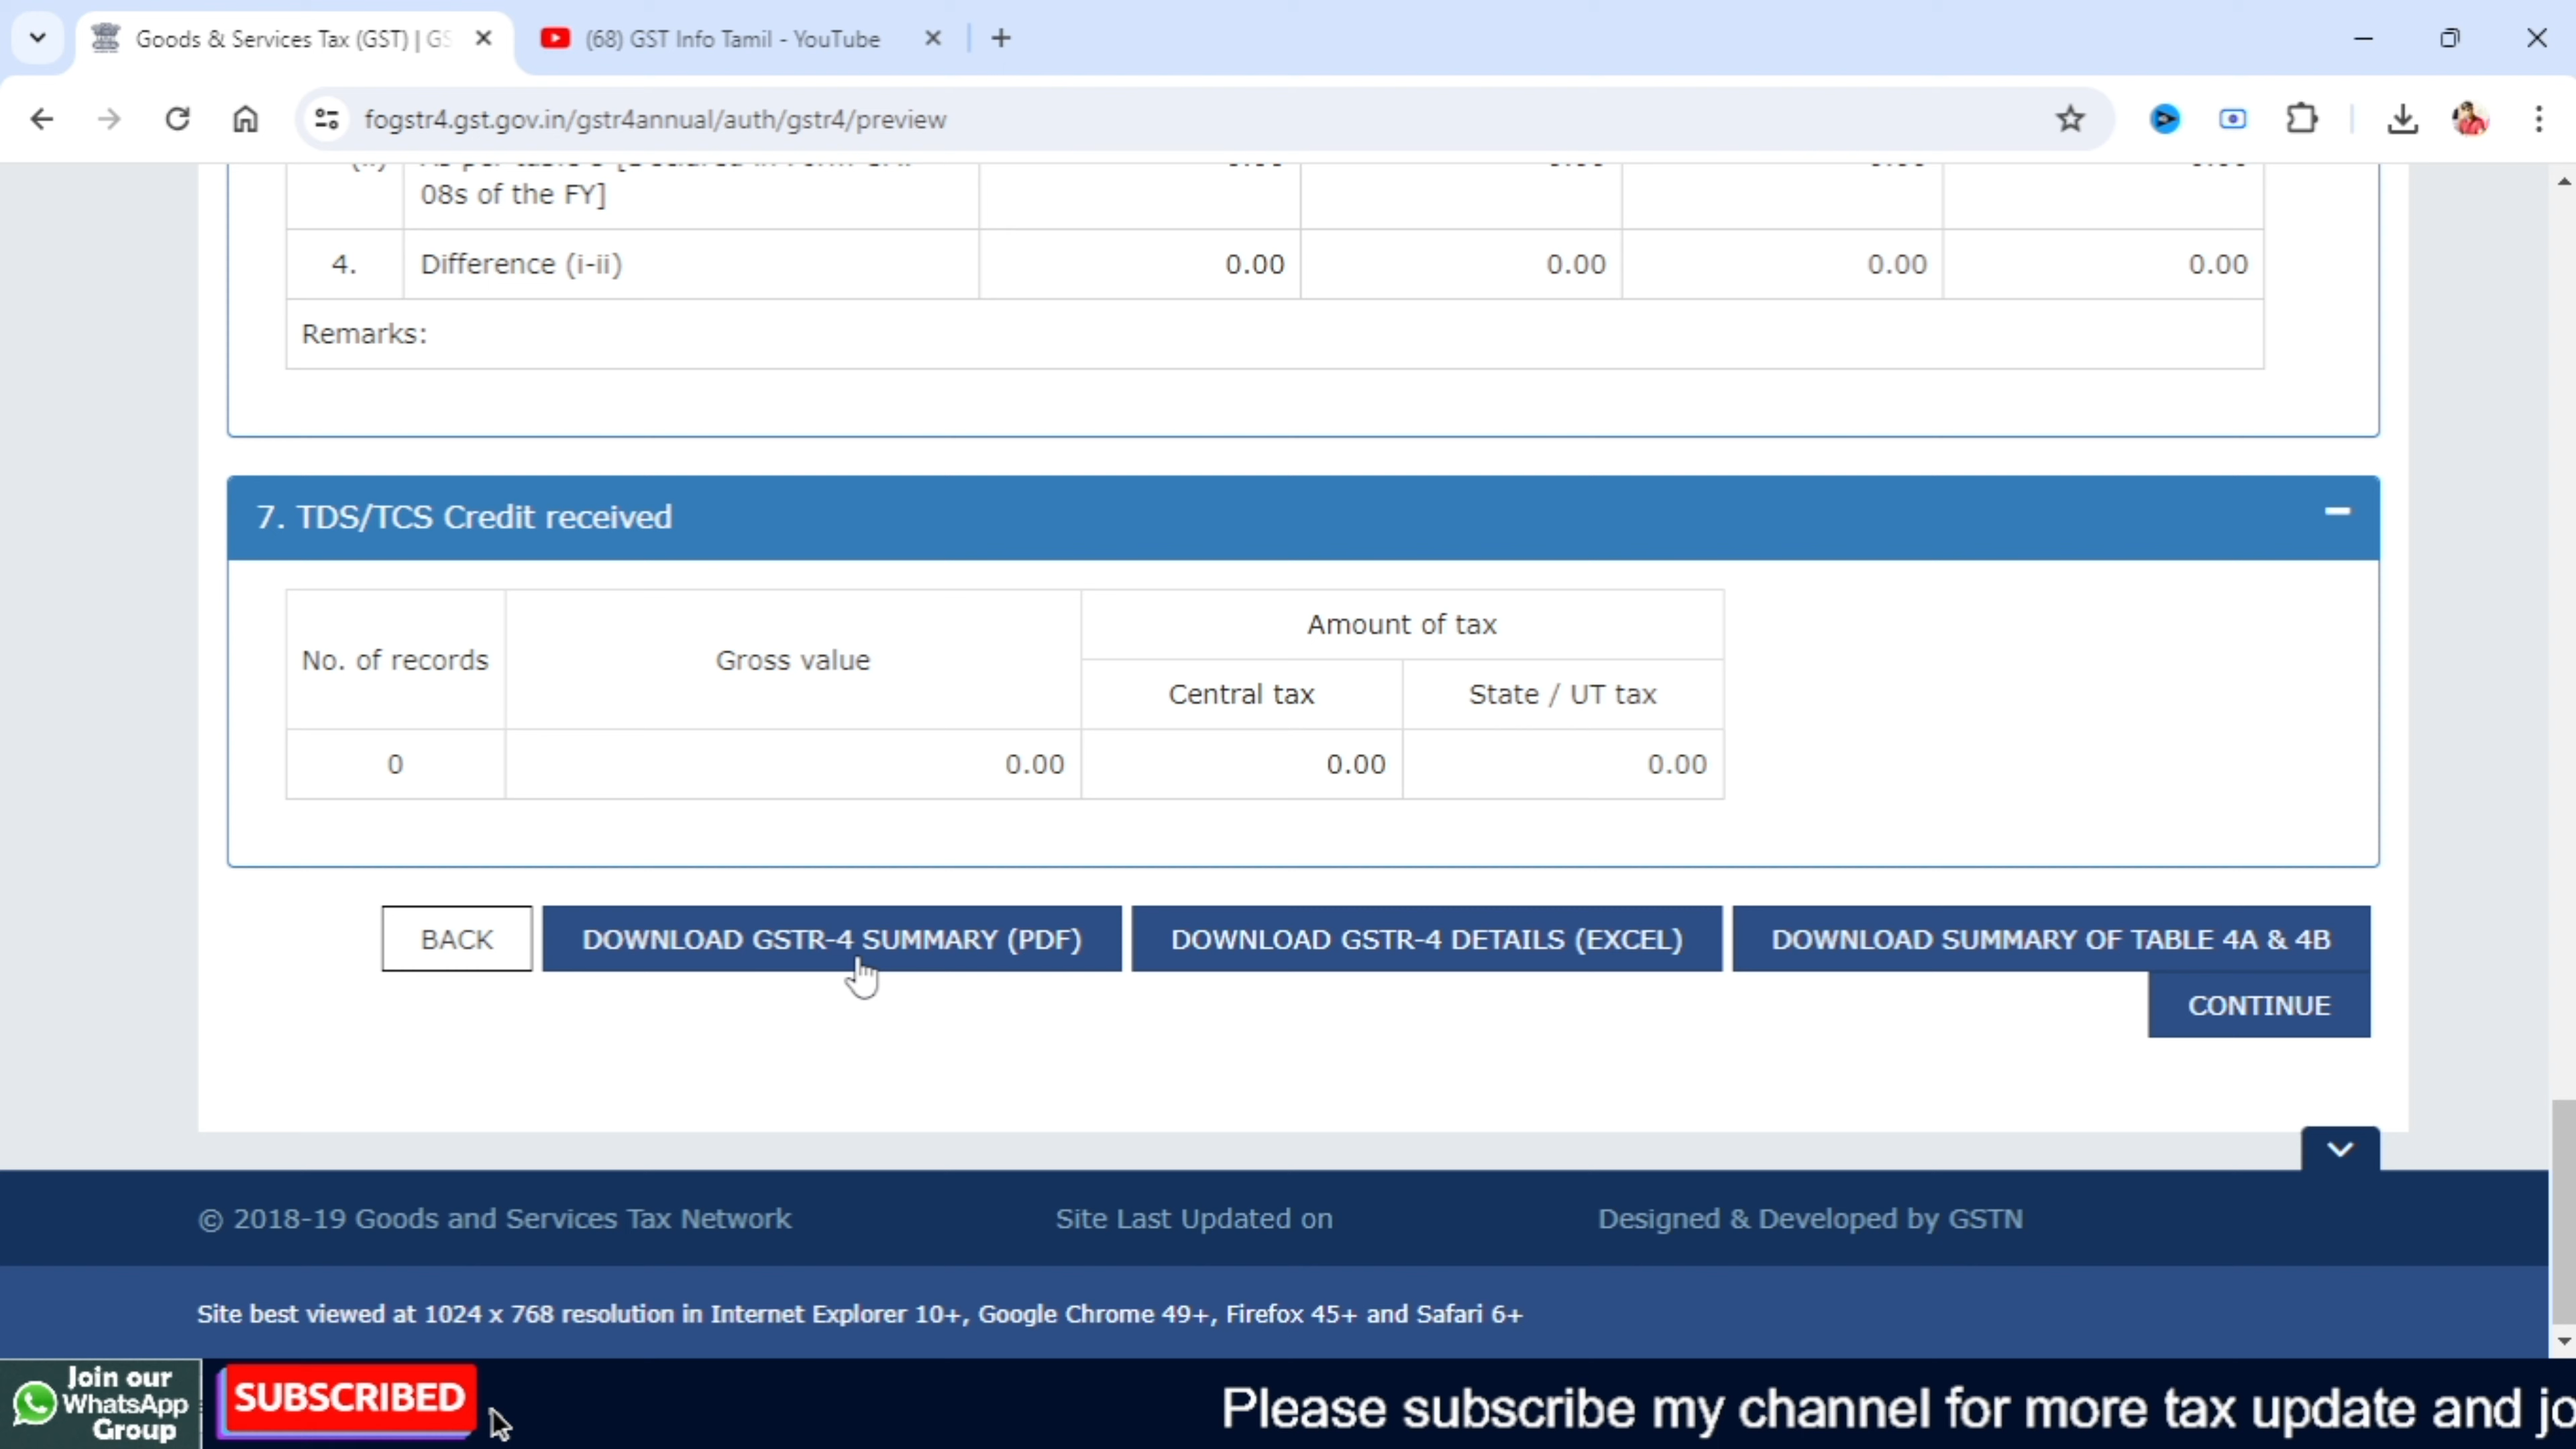 Goods & Services Tax (GST) | GS
(68) GST Info Tamil - YouTube
fogstr4.gst.gov.in/gstr4annual/auth/gstr4/preview
08s of the FY]
4. Difference (i-ii) 0.00 0.00 0.00 0.00
Remarks:
7. TDS/TCS Credit received
Amount of tax
No. of records Gross value
Central tax State / UT tax
0 0.00 0.00 0.00
BACK DOWNLOAD GSTR-4 SUMMARY (PDF) DOWNLOAD GSTR-4 DETAILS (EXCEL) DOWNLOAD SUMMARY OF TABLE 4A & 4B
CONTINUE
© 2018-19 Goods and Services Tax Network Site Last Updated on Designed & Developed by GSTN
Site best viewed at 1024 x 768 resolution in Internet Explorer 10+, Google Chrome 49+, Firefox 45+ and Safari 6+
Join our
WhatsApp
Group
SUBSCRIBED
Please subscribe my channel for more tax update and jo